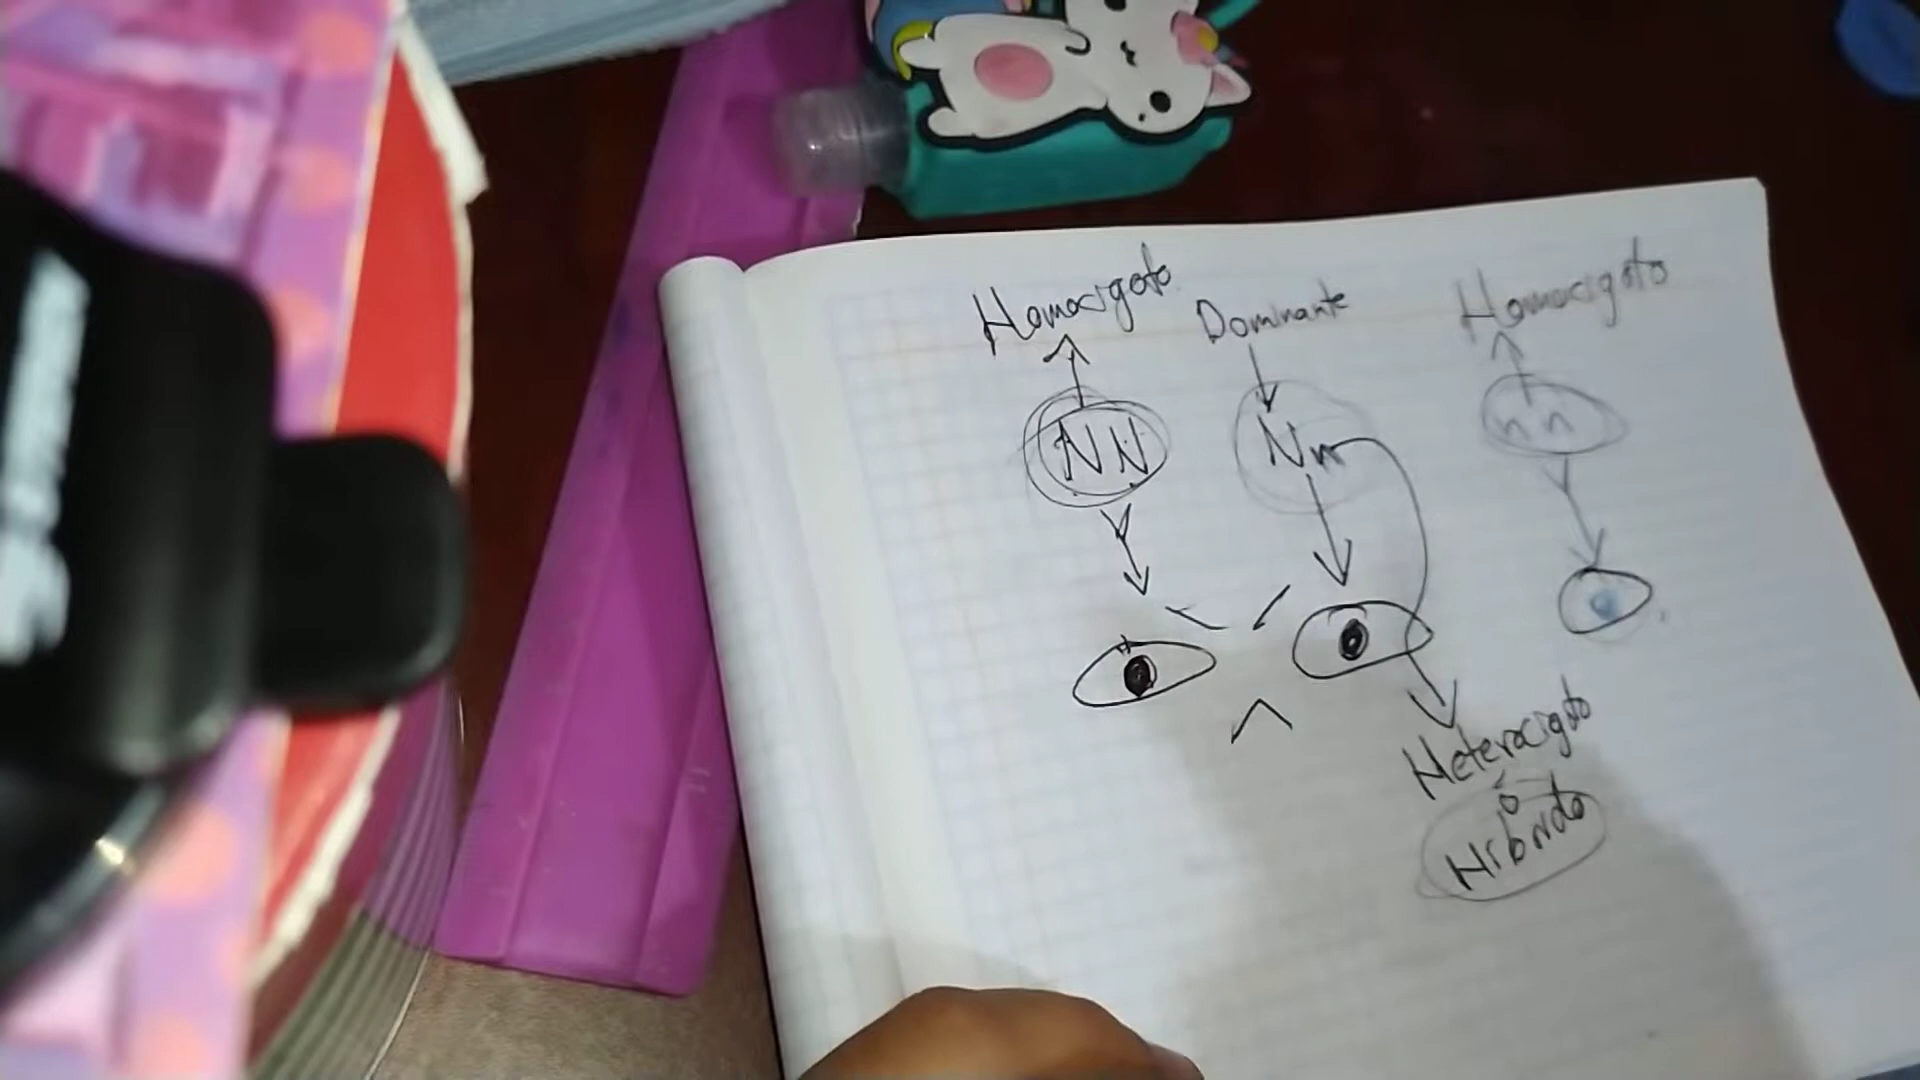 Homocigoto Dominante Homocigoto
NN Nn nn
Heterocigoto
ó
Híbrido